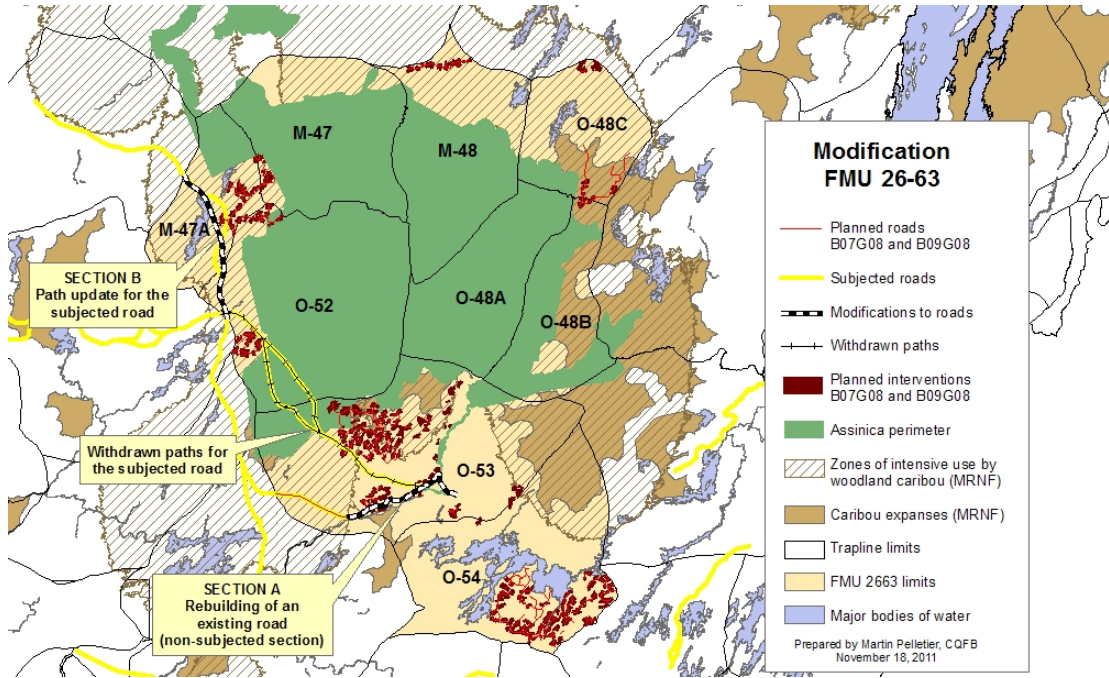 M-47
M-48
O-48C
M-47A
SECTION B
Path update for the
subjected road
O-52
O-48A
O-48B
Withdrawn paths for
the subjected road
O-53
O-54
SECTION A
Rebuilding of an
existing road
(non-subjected section)
Modification
FMU 26-63
Planned roads
B07G08 and B09G08
Subjected roads
Modifications to roads
Withdrawn paths
Planned interventions
B07G08 and B09G08
Assinica perimeter
Zones of intensive use by
woodland caribou (MRNF)
Caribou expanses (MRNF)
Trapline limits
FMU 2663 limits
Major bodies of water
Prepared by Martin Pelletier, CQFB
November 18, 2011